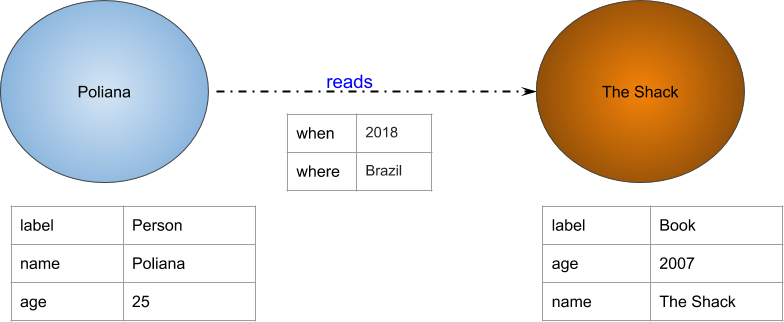 Poliana
reads
The Shack
when 2018
where Brazil
label Person
name Poliana
age 25
label Book
age 2007
name The Shack